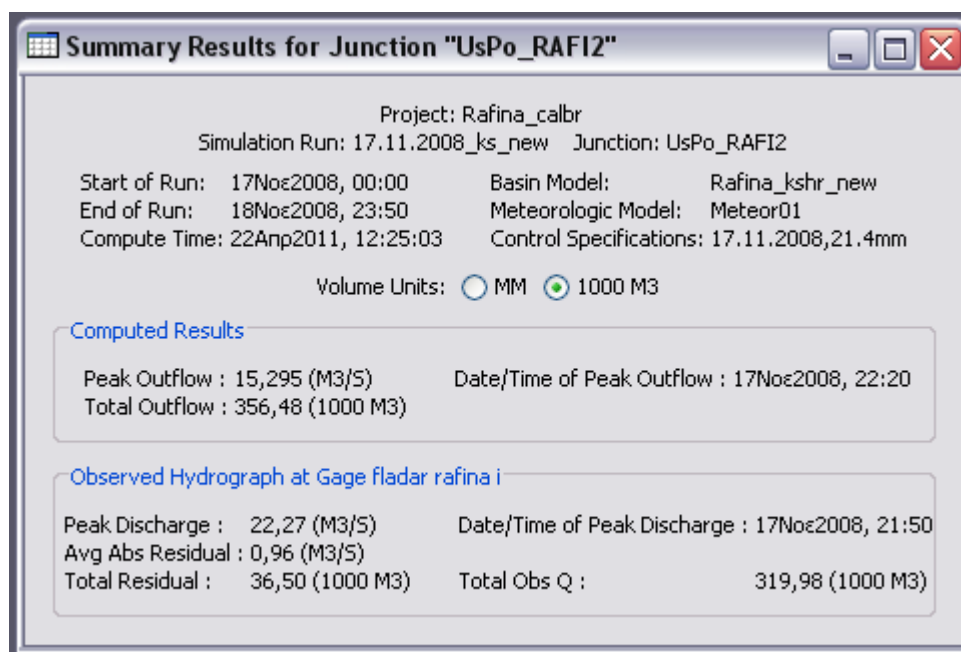 Summary Results for Junction "UsPo_RAFI2"
Project: Rafina_calbr
Simulation Run: 17.11.2008_ks_new Junction: UsPo_RAFI2
Start of Run: 17Νοε2008, 00:00 Basin Model: Rafina_kshr_new
End of Run: 18Νοε2008, 23:50 Meteorologic Model: Meteor01
Compute Time: 22Απρ2011, 12:25:03 Control Specifications: 17.11.2008,21.4mm
Volume Units: MM 1000 M3
Computed Results
Peak Outflow : 15,295 (M3/S) Date/Time of Peak Outflow : 17Νοε2008, 22:20
Total Outflow : 356,48 (1000 M3)
Observed Hydrograph at Gage fladar rafina i
Peak Discharge : 22,27 (M3/S) Date/Time of Peak Discharge : 17Νοε2008, 21:50
Avg Abs Residual : 0,96 (M3/S)
Total Residual : 36,50 (1000 M3) Total Obs Q : 319,98 (1000 M3)